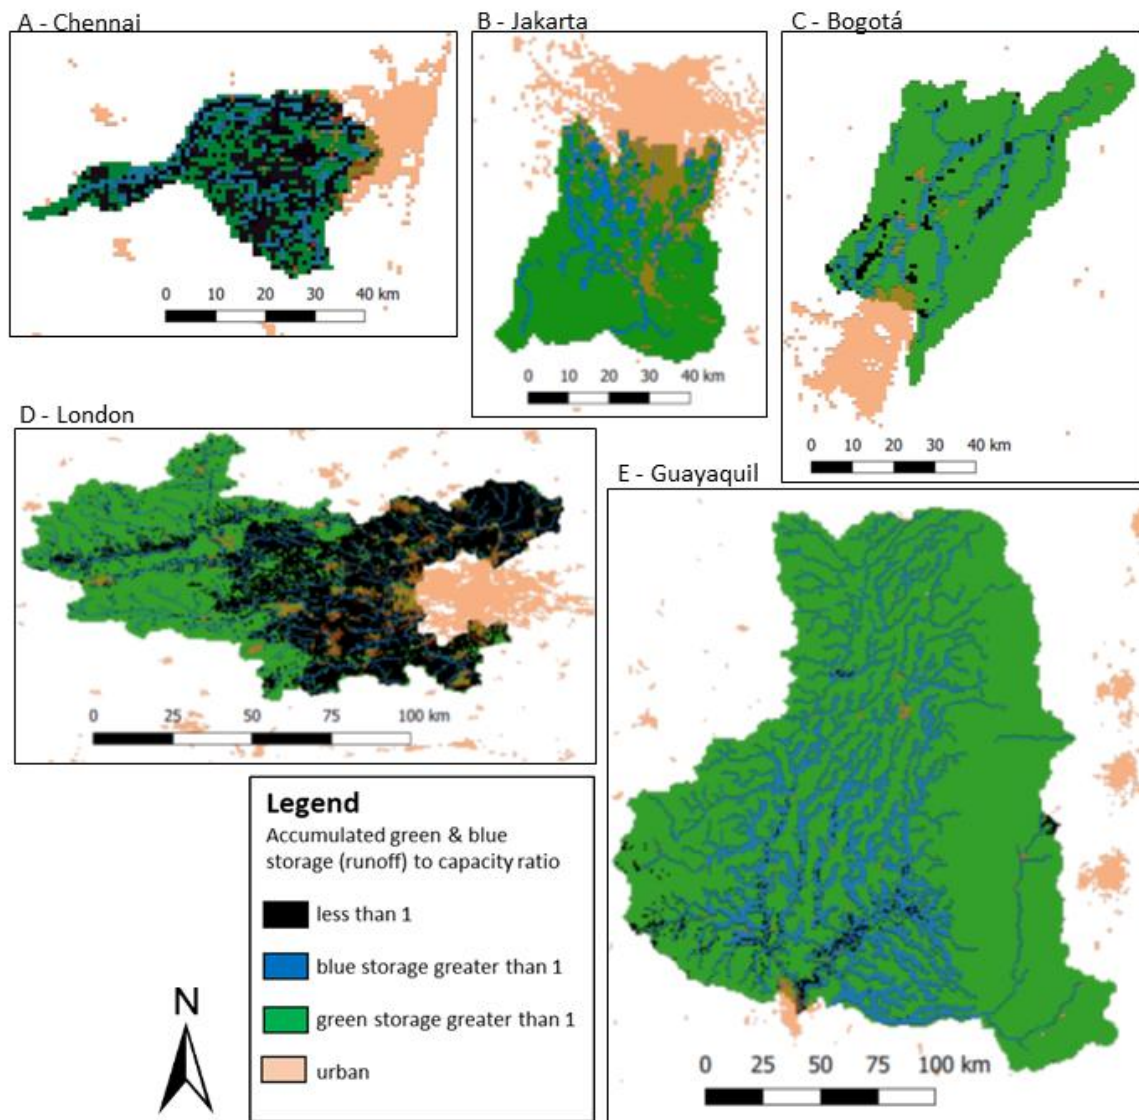 A - Chennai
B - Jakarta
C - Bogotá
0 10 20 30 40 km
0 10 20 30 40 km
0 10 20 30 40 km
D - London
E - Guayaquil
0 25 50 75 100 km
Legend
Accumulated green & blue
storage (runoff) to capacity ratio
less than 1
blue storage greater than 1
green storage greater than 1
urban
N
0 25 50 75 100 km